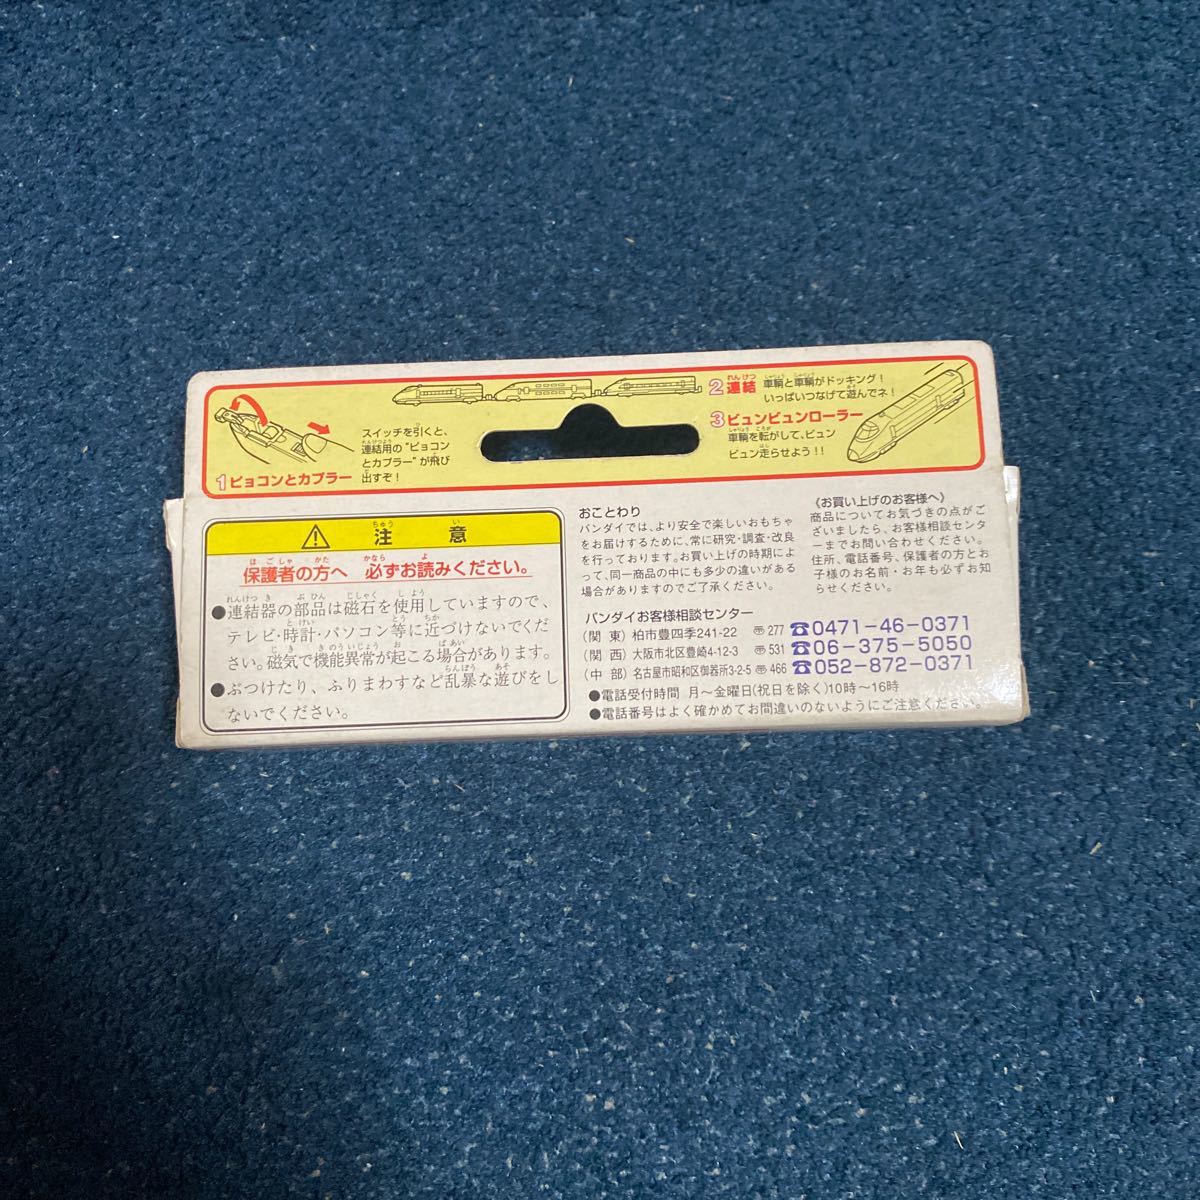 スイッチを引くと、
連結用の"ピョコン
とカプラー"が飛び
出すぞ!
1ピョコンとカプラー
2連結 車輌と車輌がドッキング!
いっぱいつなげて遊んでネ!
3ビュンビュンローラー
車輌を転がして、ビュン
ビュン走らせよう!!
注意
保護者の方へ 必ずお読みください。
●連結器の部品は磁石を使用していますので、
テレビ・時計・パソコン等に近づけないでくだ
さい。磁気で機能異常が起こる場合があります。
●ぶつけたり、ふりまわすなど乱暴な遊びをし
ないでください。
おことわり
バンダイでは、より安全で楽しいおもちゃ
をお届けするために、常に研究・調査・改良
を行っております。お買い上げの時期によ
って、同一商品の中にも多少の違いがある
場合がありますのでご了承ください。
《お買い上げのお客様へ》
商品についてお気づきの点がご
ざいましたら、お客様相談センタ
ーまでお問い合わせください。
住所、電話番号、保護者の方とお
子様のお名前・お年も必ずお知
らせください。
バンダイお客様相談センター
(関東)柏市豊四季241-22 〠277 ☎0471-46-0371
(関西)大阪市北区豊崎4-12-3 〠531 ☎06-375-5050
(中部)名古屋市昭和区御器所3-2-5 〠466 ☎052-872-0371
●電話受付時間 月〜金曜日(祝日を除く)10時〜16時
●電話番号はよく確かめてお間違いのないようにご注意ください。